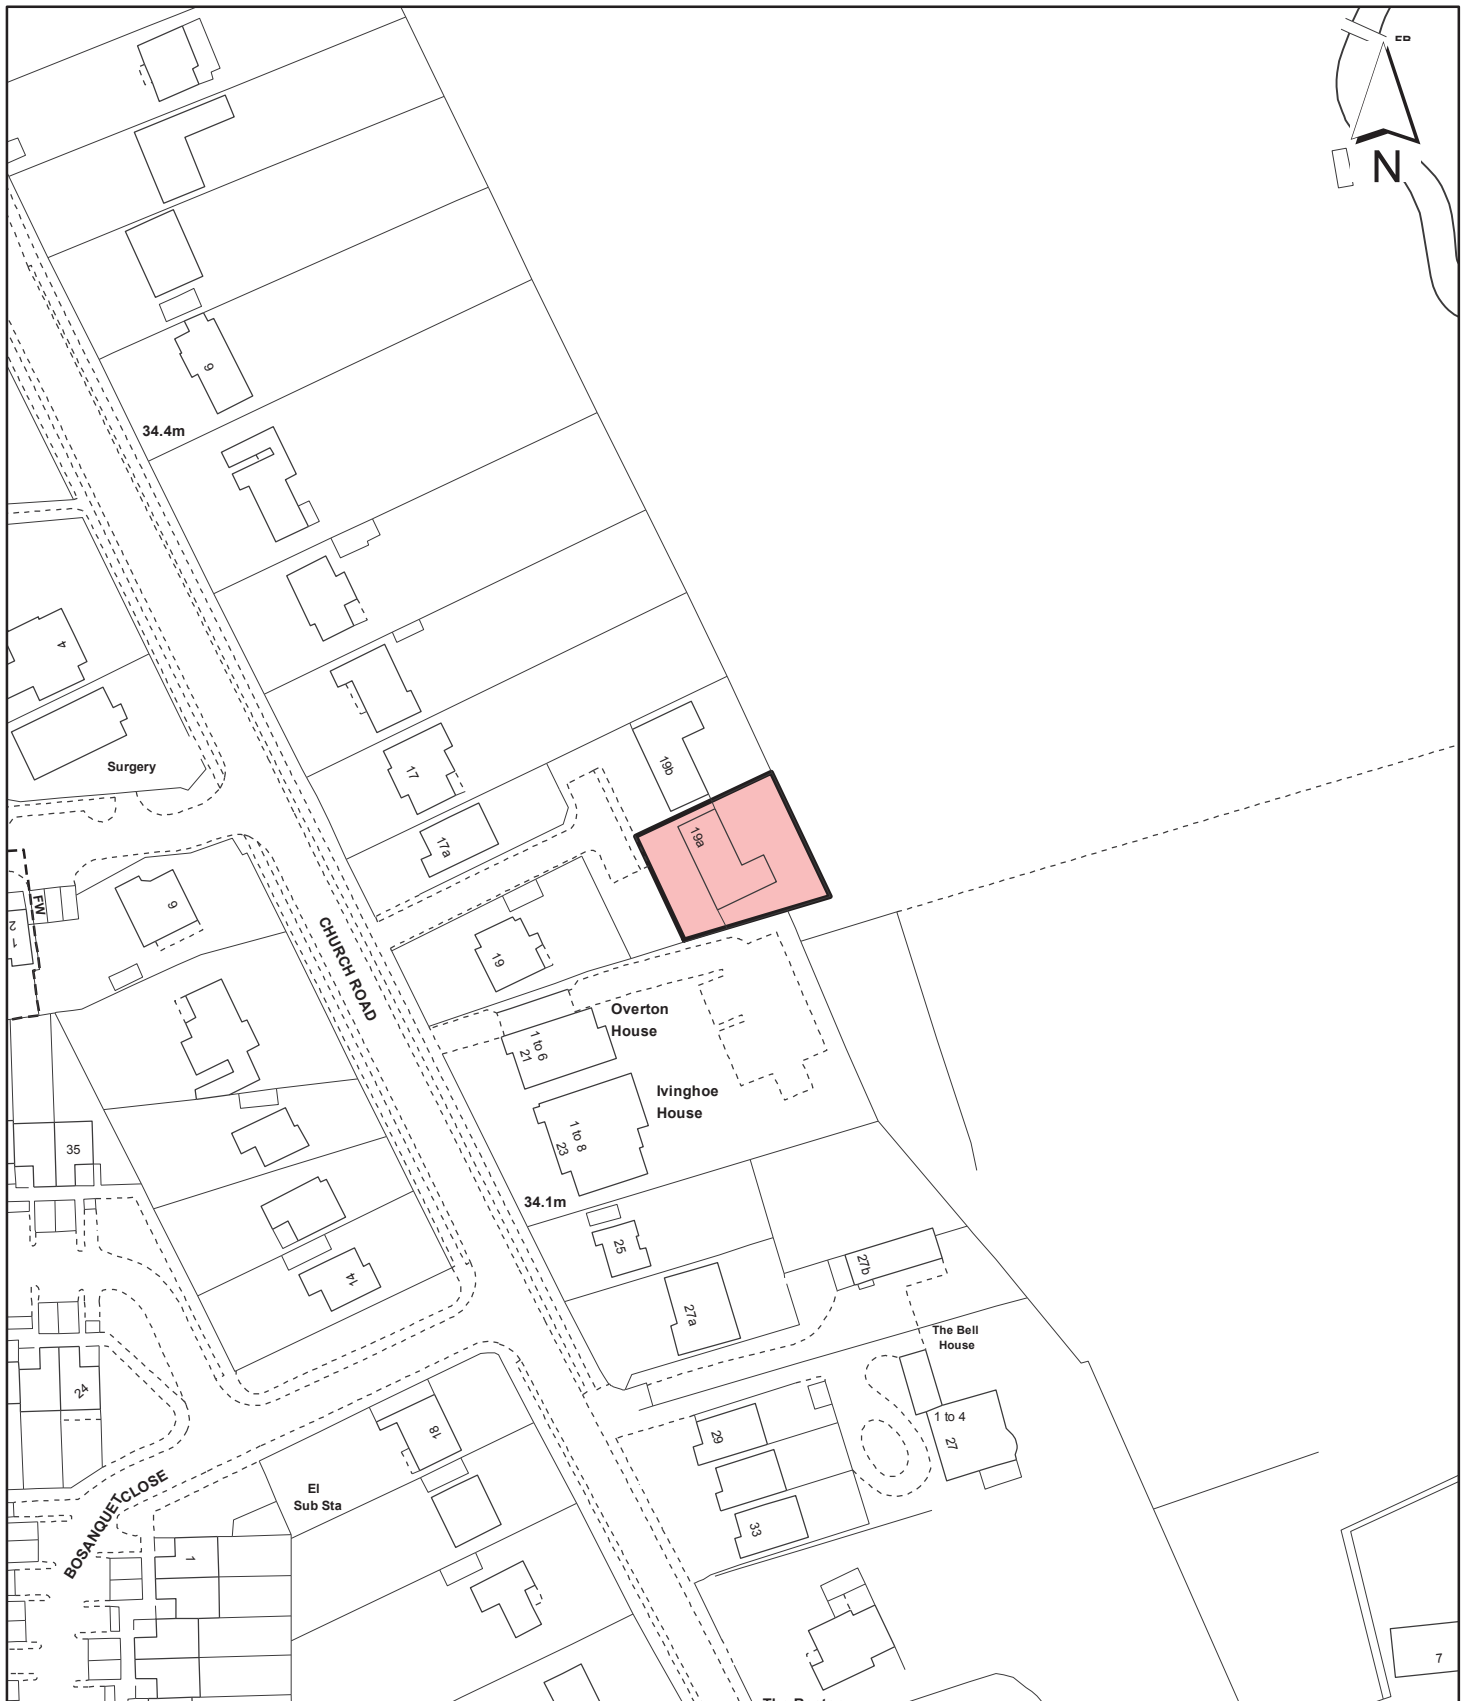 FB
N
9
34.4m
4
Surgery
17
19b
17a
19a
FW
9
19
CHURCH ROAD
Overton
House
1 to 6
21
Ivinghoe
House
1 to 8
23
35
34.1m
25
27b
14
27a
The Bell
House
24
1 to 4
27
18
29
El
Sub Sta
BOSANQUET CLOSE
33
1
7